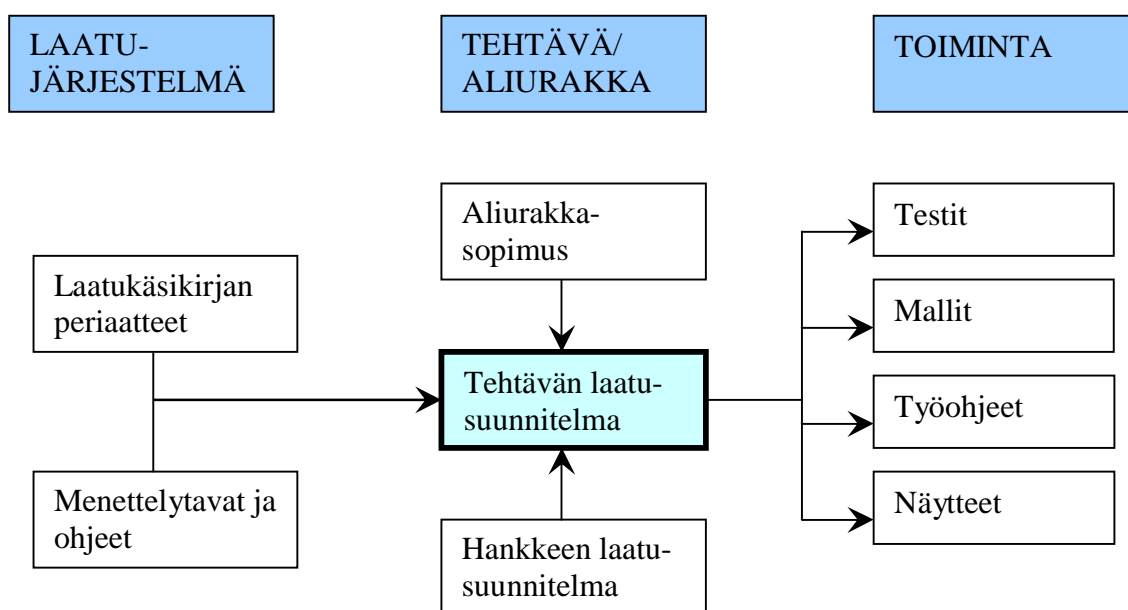 LAATU-
JÄRJESTELMÄ
TEHTÄVÄ/
ALIURAKKA
TOIMINTA
Laatukäsikirjan
periaatteet
Menettelytavat ja
ohjeet
Aliurakka-
sopimus
Tehtävän laatu-
suunnitelma
Hankkeen laatu-
suunnitelma
Testit
Mallit
Työohjeet
Näytteet